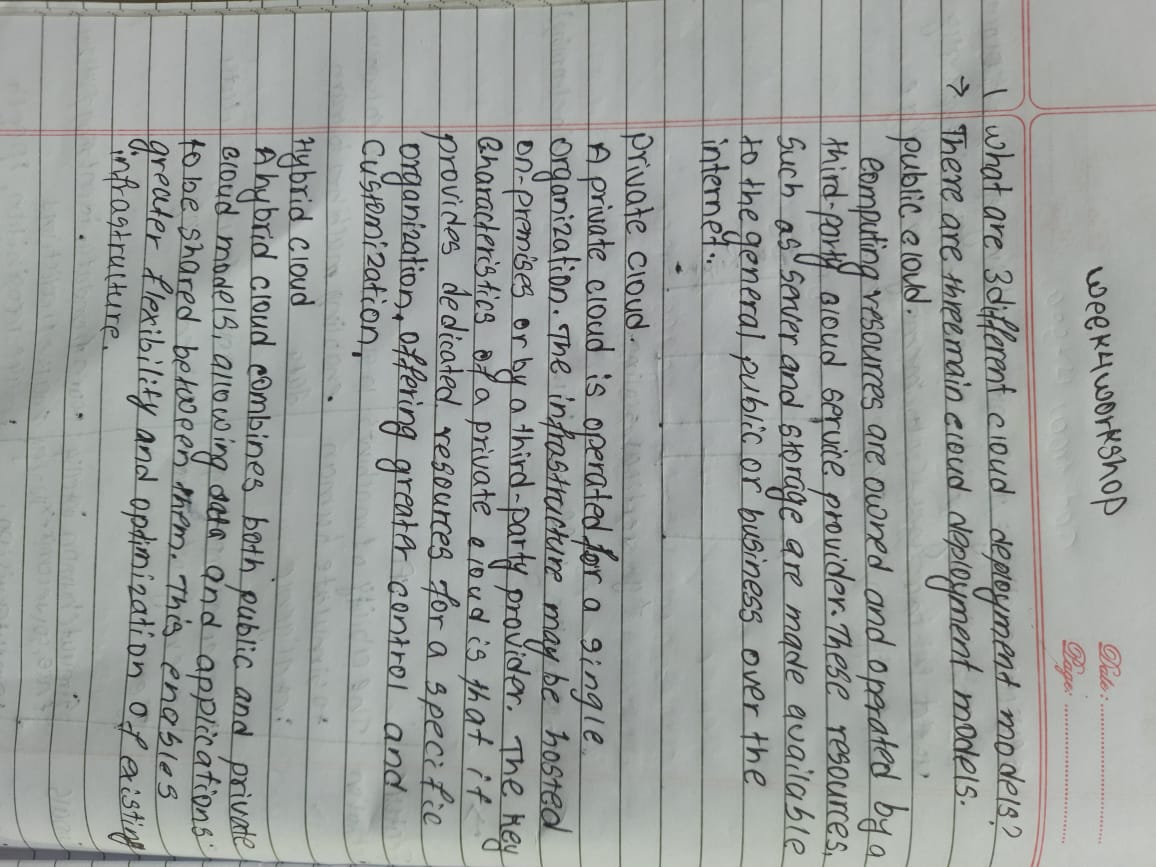 week4workshop
Date:
Page:
1 what are 3different cloud deployment models?
→ There are threemain cloud deployment models.
public cloud.
computing resources are owned and operated by a
third-party cloud service provider. These resources,
Such as server and storage are made available
to the general public or business over the
internet..
private cloud.
A private cloud is operated for a single
organization. The infrastructure may be hosted
on-premises or by a third-party provider. The key
Characteristics of a private cloud is that it
provides dedicated resources for a specific
organization, offering greater control and
customization,
Hybrid cloud
A hybrid cloud combines both public and private
cloud models, allowing data and applications
to be shared between them. This enables
greater flexibility and optimization of existing
infrastructure.